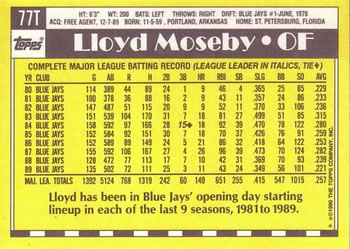 77T
topps
HT: 6'3" WT: 200 BATS: LEFT THROWS: RIGHT DRAFT: BLUE JAYS #1-JUNE, 1978
ACQ: FREE AGENT, 12-7-89 BORN: 11-5-59, PORTLAND, ARKANSAS HOME: ST. PETERSBURG, FLORIDA
Lloyd Moseby • OF
COMPLETE MAJOR LEAGUE BATTING RECORD (LEAGUE LEADER IN ITALICS, TIE ♦)
YR CLUB G AB R H 2B 3B HR RBI SB SLG BB SO AVG
80 BLUE JAYS 114 389 44 89 24 1 9 46 4 .365 25 85 .229
81 BLUE JAYS 100 378 36 88 16 2 9 43 11 .357 24 86 .233
82 BLUE JAYS 147 487 51 115 20 9 9 52 11 .370 33 106 .236
83 BLUE JAYS 151 539 104 170 31 7 18 81 27 .499 51 85 .315
84 BLUE JAYS 158 592 97 166 28 15♦ 18 92 39 .470 78 122 .280
85 BLUE JAYS 152 584 92 151 30 7 18 70 37 .426 76 91 .259
86 BLUE JAYS 152 589 89 149 24 5 21 86 32 .418 64 122 .253
87 BLUE JAYS 155 592 106 167 27 4 26 96 39 .473 70 124 .282
88 BLUE JAYS 128 472 77 113 17 7 10 42 31 .369 70 93 .239
89 BLUE JAYS 135 502 72 111 25 3 11 43 24 .349 56 101 .221
MAJ. LEA. TOTALS 1392 5124 768 1319 242 60 149 651 255 .415 547 1015 .257
Lloyd has been in Blue Jays' opening day starting
lineup in each of the last 9 seasons, 1981 to 1989.
© 1990 THE TOPPS COMPANY, INC.